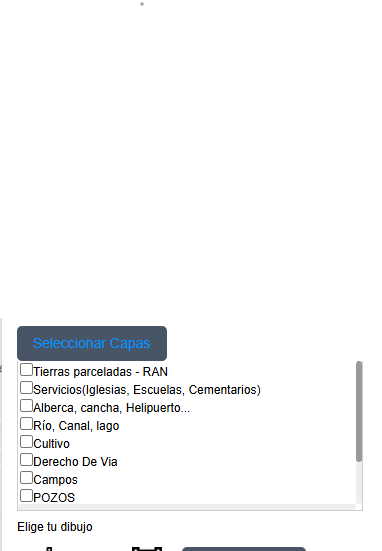 Seleccionar Capas
Tierras parceladas - RAN
Servicios(Iglesias, Escuelas, Cementarios)
Alberca, cancha, Helipuerto...
Río, Canal, lago
Cultivo
Derecho De Via
Campos
POZOS
Elige tu dibujo